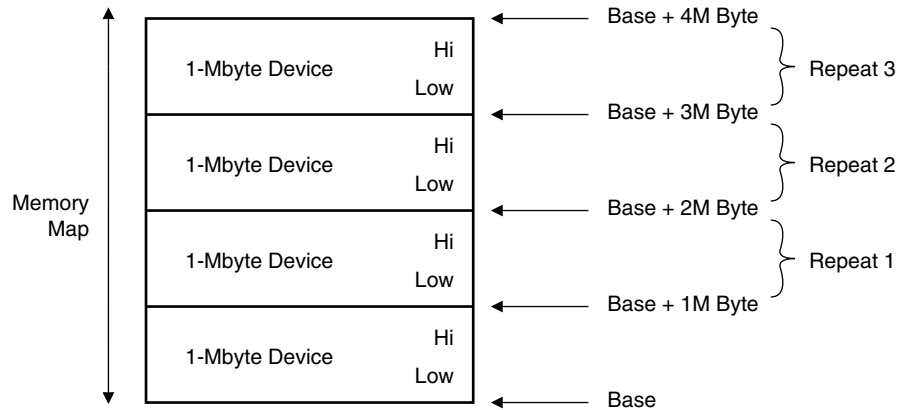 Base + 4M Byte
Hi
1-Mbyte Device
Low
Repeat 3
Base + 3M Byte
Hi
1-Mbyte Device
Low
Repeat 2
Memory
Map
Base + 2M Byte
Hi
1-Mbyte Device
Low
Repeat 1
Base + 1M Byte
Hi
1-Mbyte Device
Low
Base